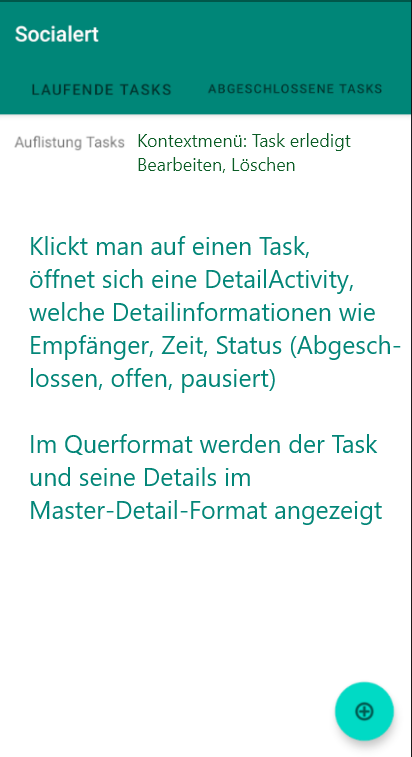 Socialert
LAUFENDE TASKS
ABGESCHLOSSENE TASKS
Auflistung Tasks
Kontextmenü: Task erledigt
Bearbeiten, Löschen
Klickt man auf einen Task,
öffnet sich eine DetailActivity,
welche Detailinformationen wie
Empfänger, Zeit, Status (Abgesch-
lossen, offen, pausiert)
Im Querformat werden der Task
und seine Details im
Master-Detail-Format angezeigt